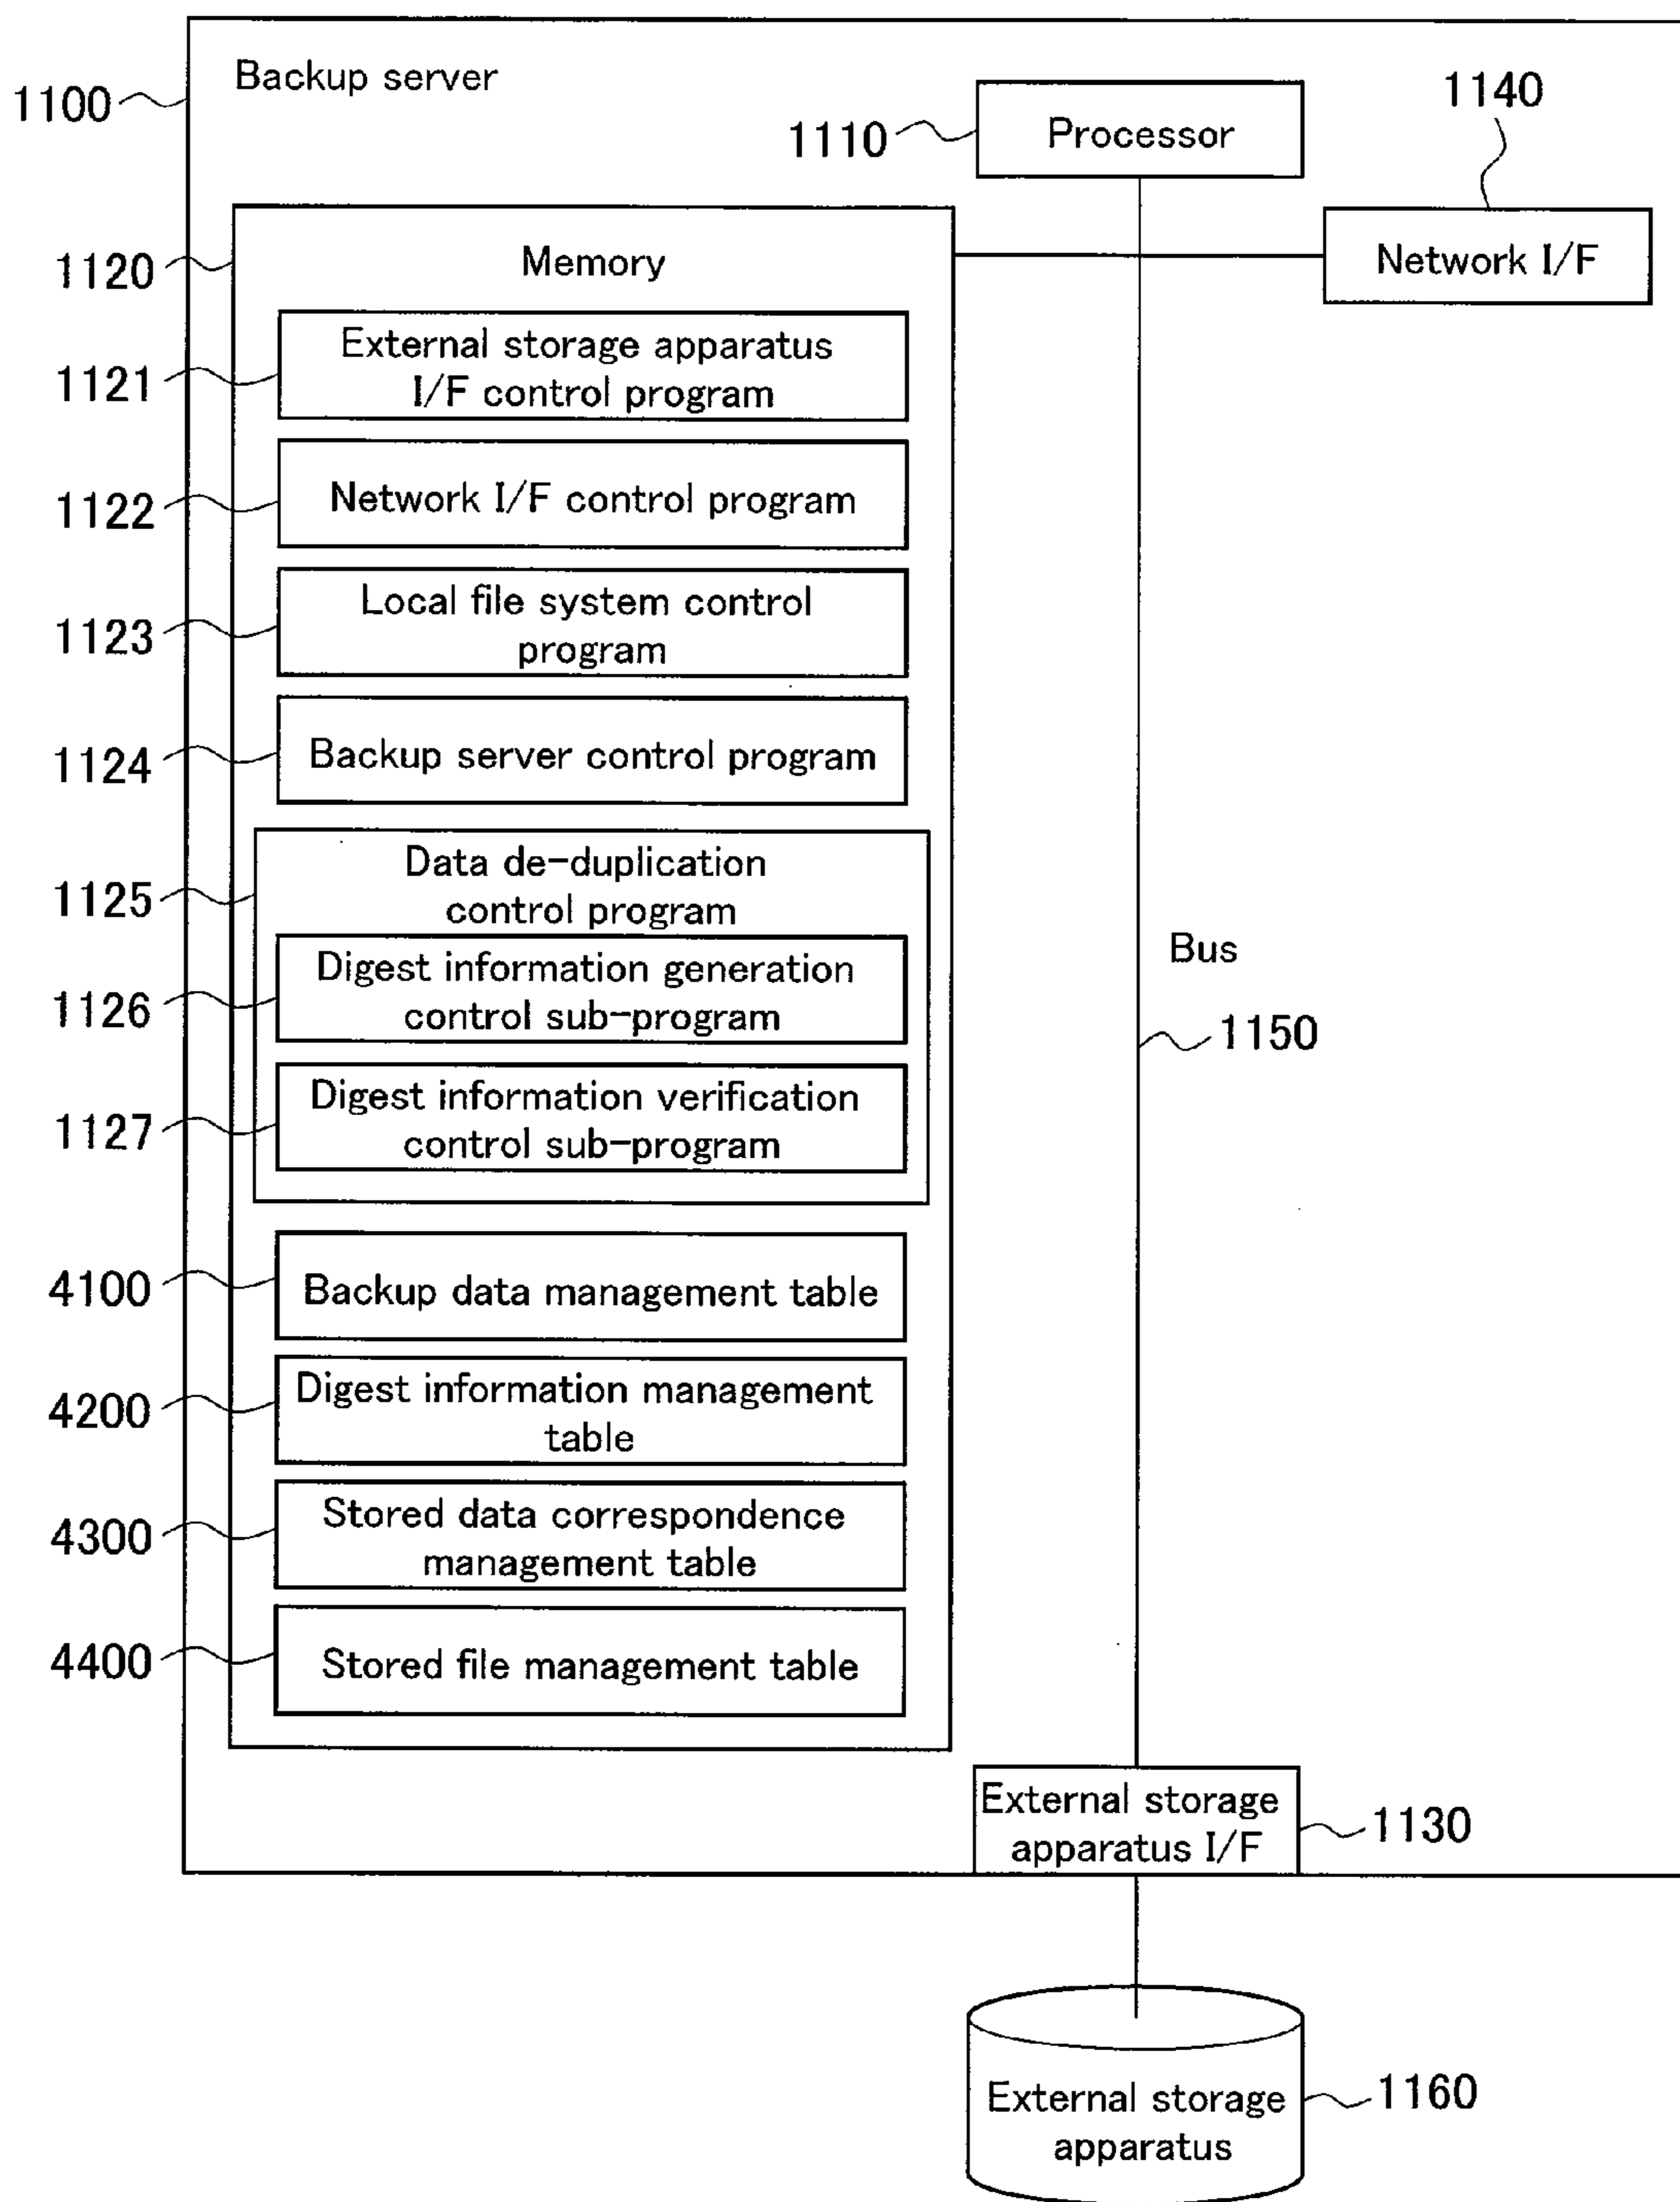 Backup server
1100
1110
Processor
1140
Network I/F
1120
Memory
1121
External storage apparatus
I/F control program
1122
Network I/F control program
1123
Local file system control
program
1124
Backup server control program
1125
Data de-duplication
control program
1126
Digest information generation
control sub-program
1127
Digest information verification
control sub-program
Bus
1150
4100
Backup data management table
4200
Digest information management
table
4300
Stored data correspondence
management table
4400
Stored file management table
External storage
apparatus I/F
1130
External storage
apparatus
1160